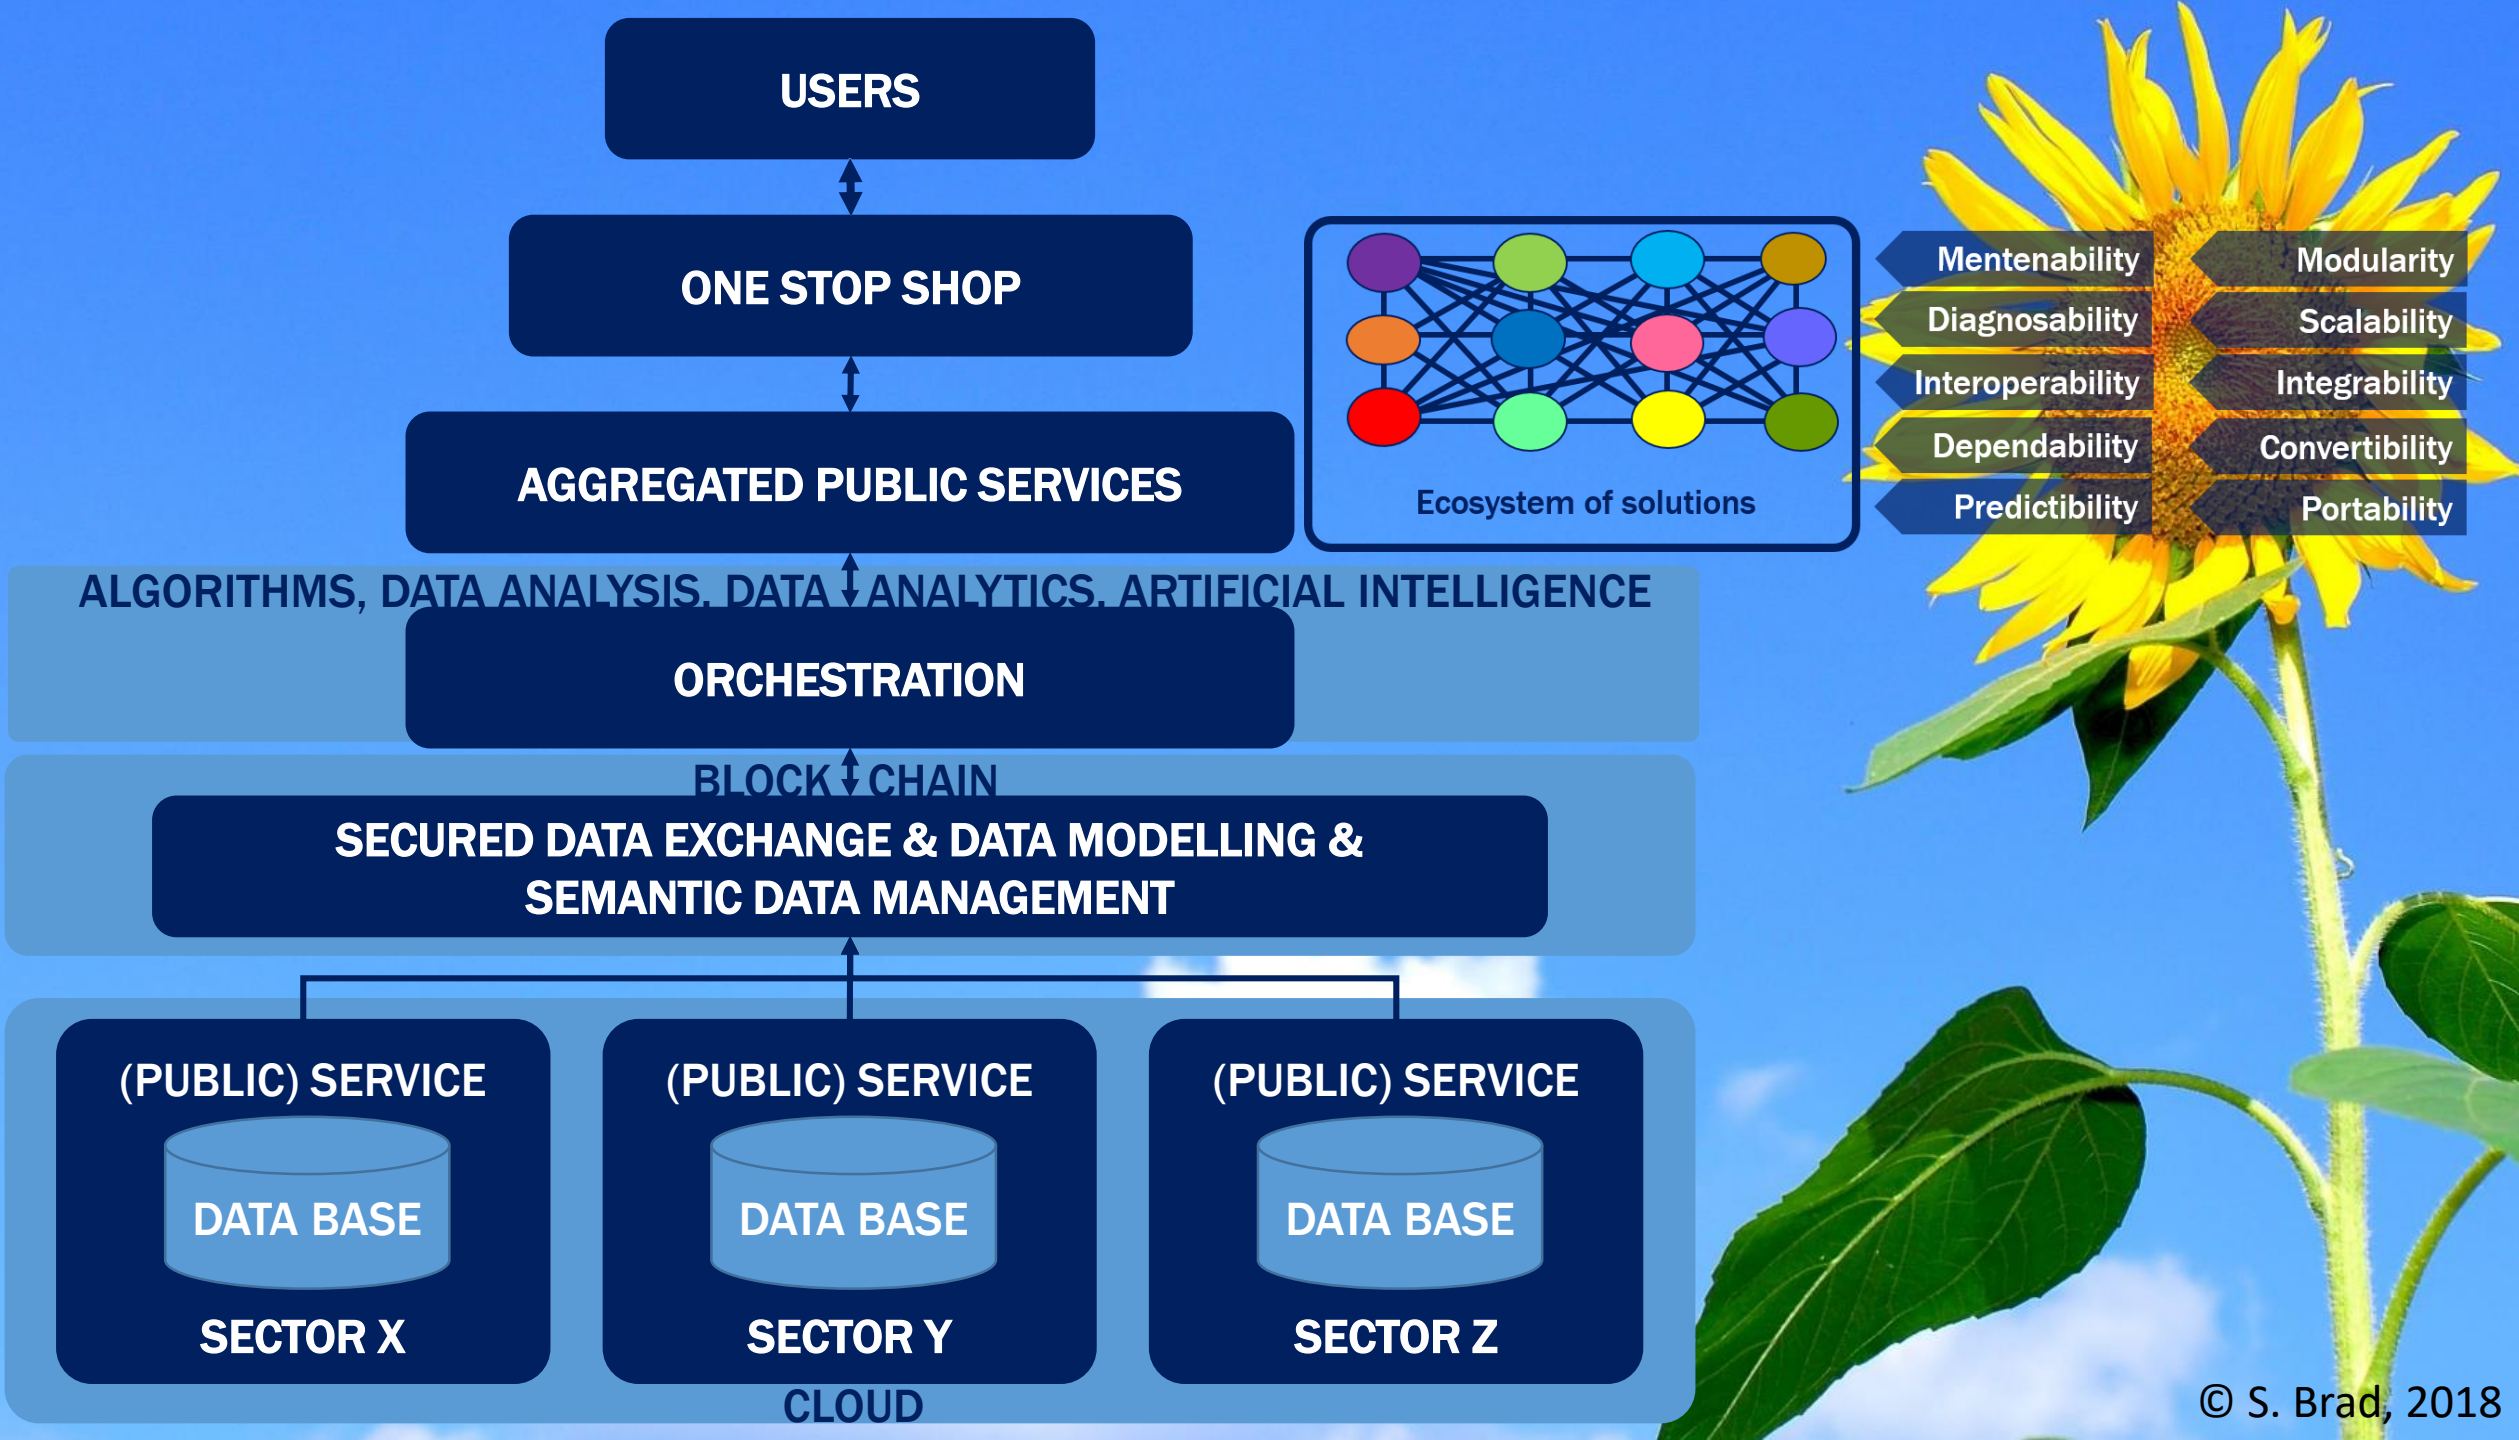 USERS
ONE STOP SHOP
AGGREGATED PUBLIC SERVICES
Ecosystem of solutions
Mentenability
Modularity
Diagnosability
Scalability
Interoperability
Integrability
Dependability
Convertibility
Predictibility
Portability
ALGORITHMS, DATA ANALYSIS, DATA ANALYTICS, ARTIFICIAL INTELLIGENCE
ORCHESTRATION
BLOCK CHAIN
SECURED DATA EXCHANGE & DATA MODELLING &
SEMANTIC DATA MANAGEMENT
(PUBLIC) SERVICE
DATA BASE
SECTOR X
(PUBLIC) SERVICE
DATA BASE
SECTOR Y
(PUBLIC) SERVICE
DATA BASE
SECTOR Z
CLOUD
© S. Brad, 2018